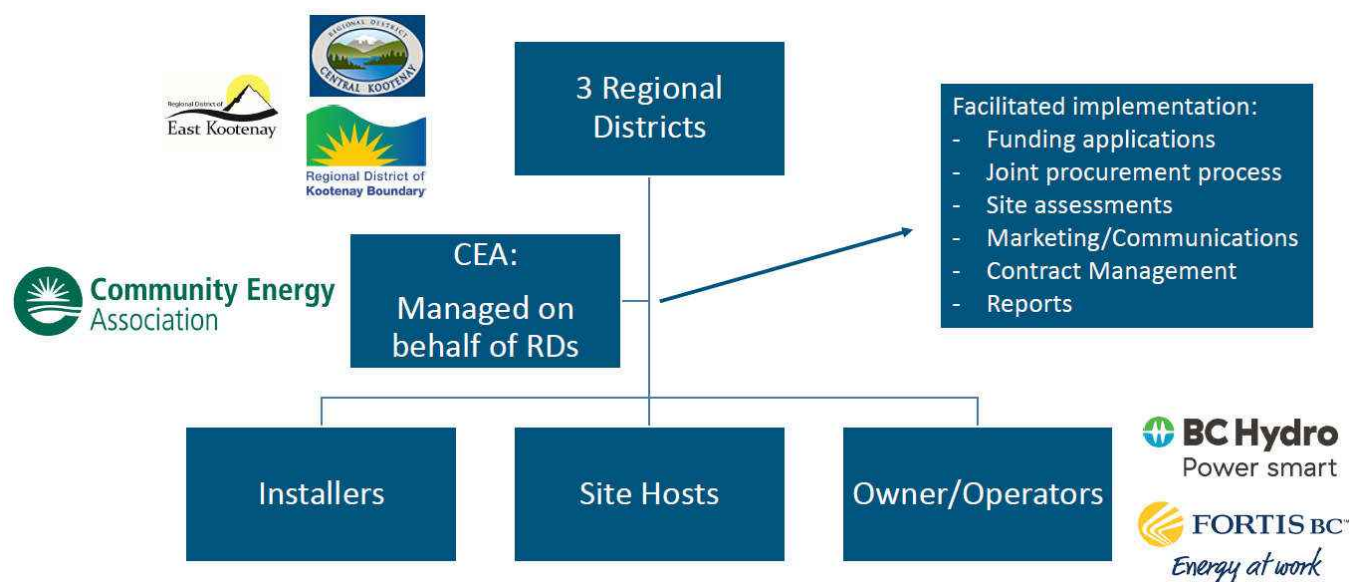 REGIONAL DISTRICT
CENTRAL KOOTENAY
Regional District of
East Kootenay
Regional District of
Kootenay Boundary
3 Regional
Districts
Facilitated implementation:
- Funding applications
- Joint procurement process
- Site assessments
- Marketing/Communications
- Contract Management
- Reports
Community Energy
Association
CEA:
Managed on
behalf of RDs
Installers
Site Hosts
Owner/Operators
BC Hydro
Power smart
FORTIS BC™
Energy at work